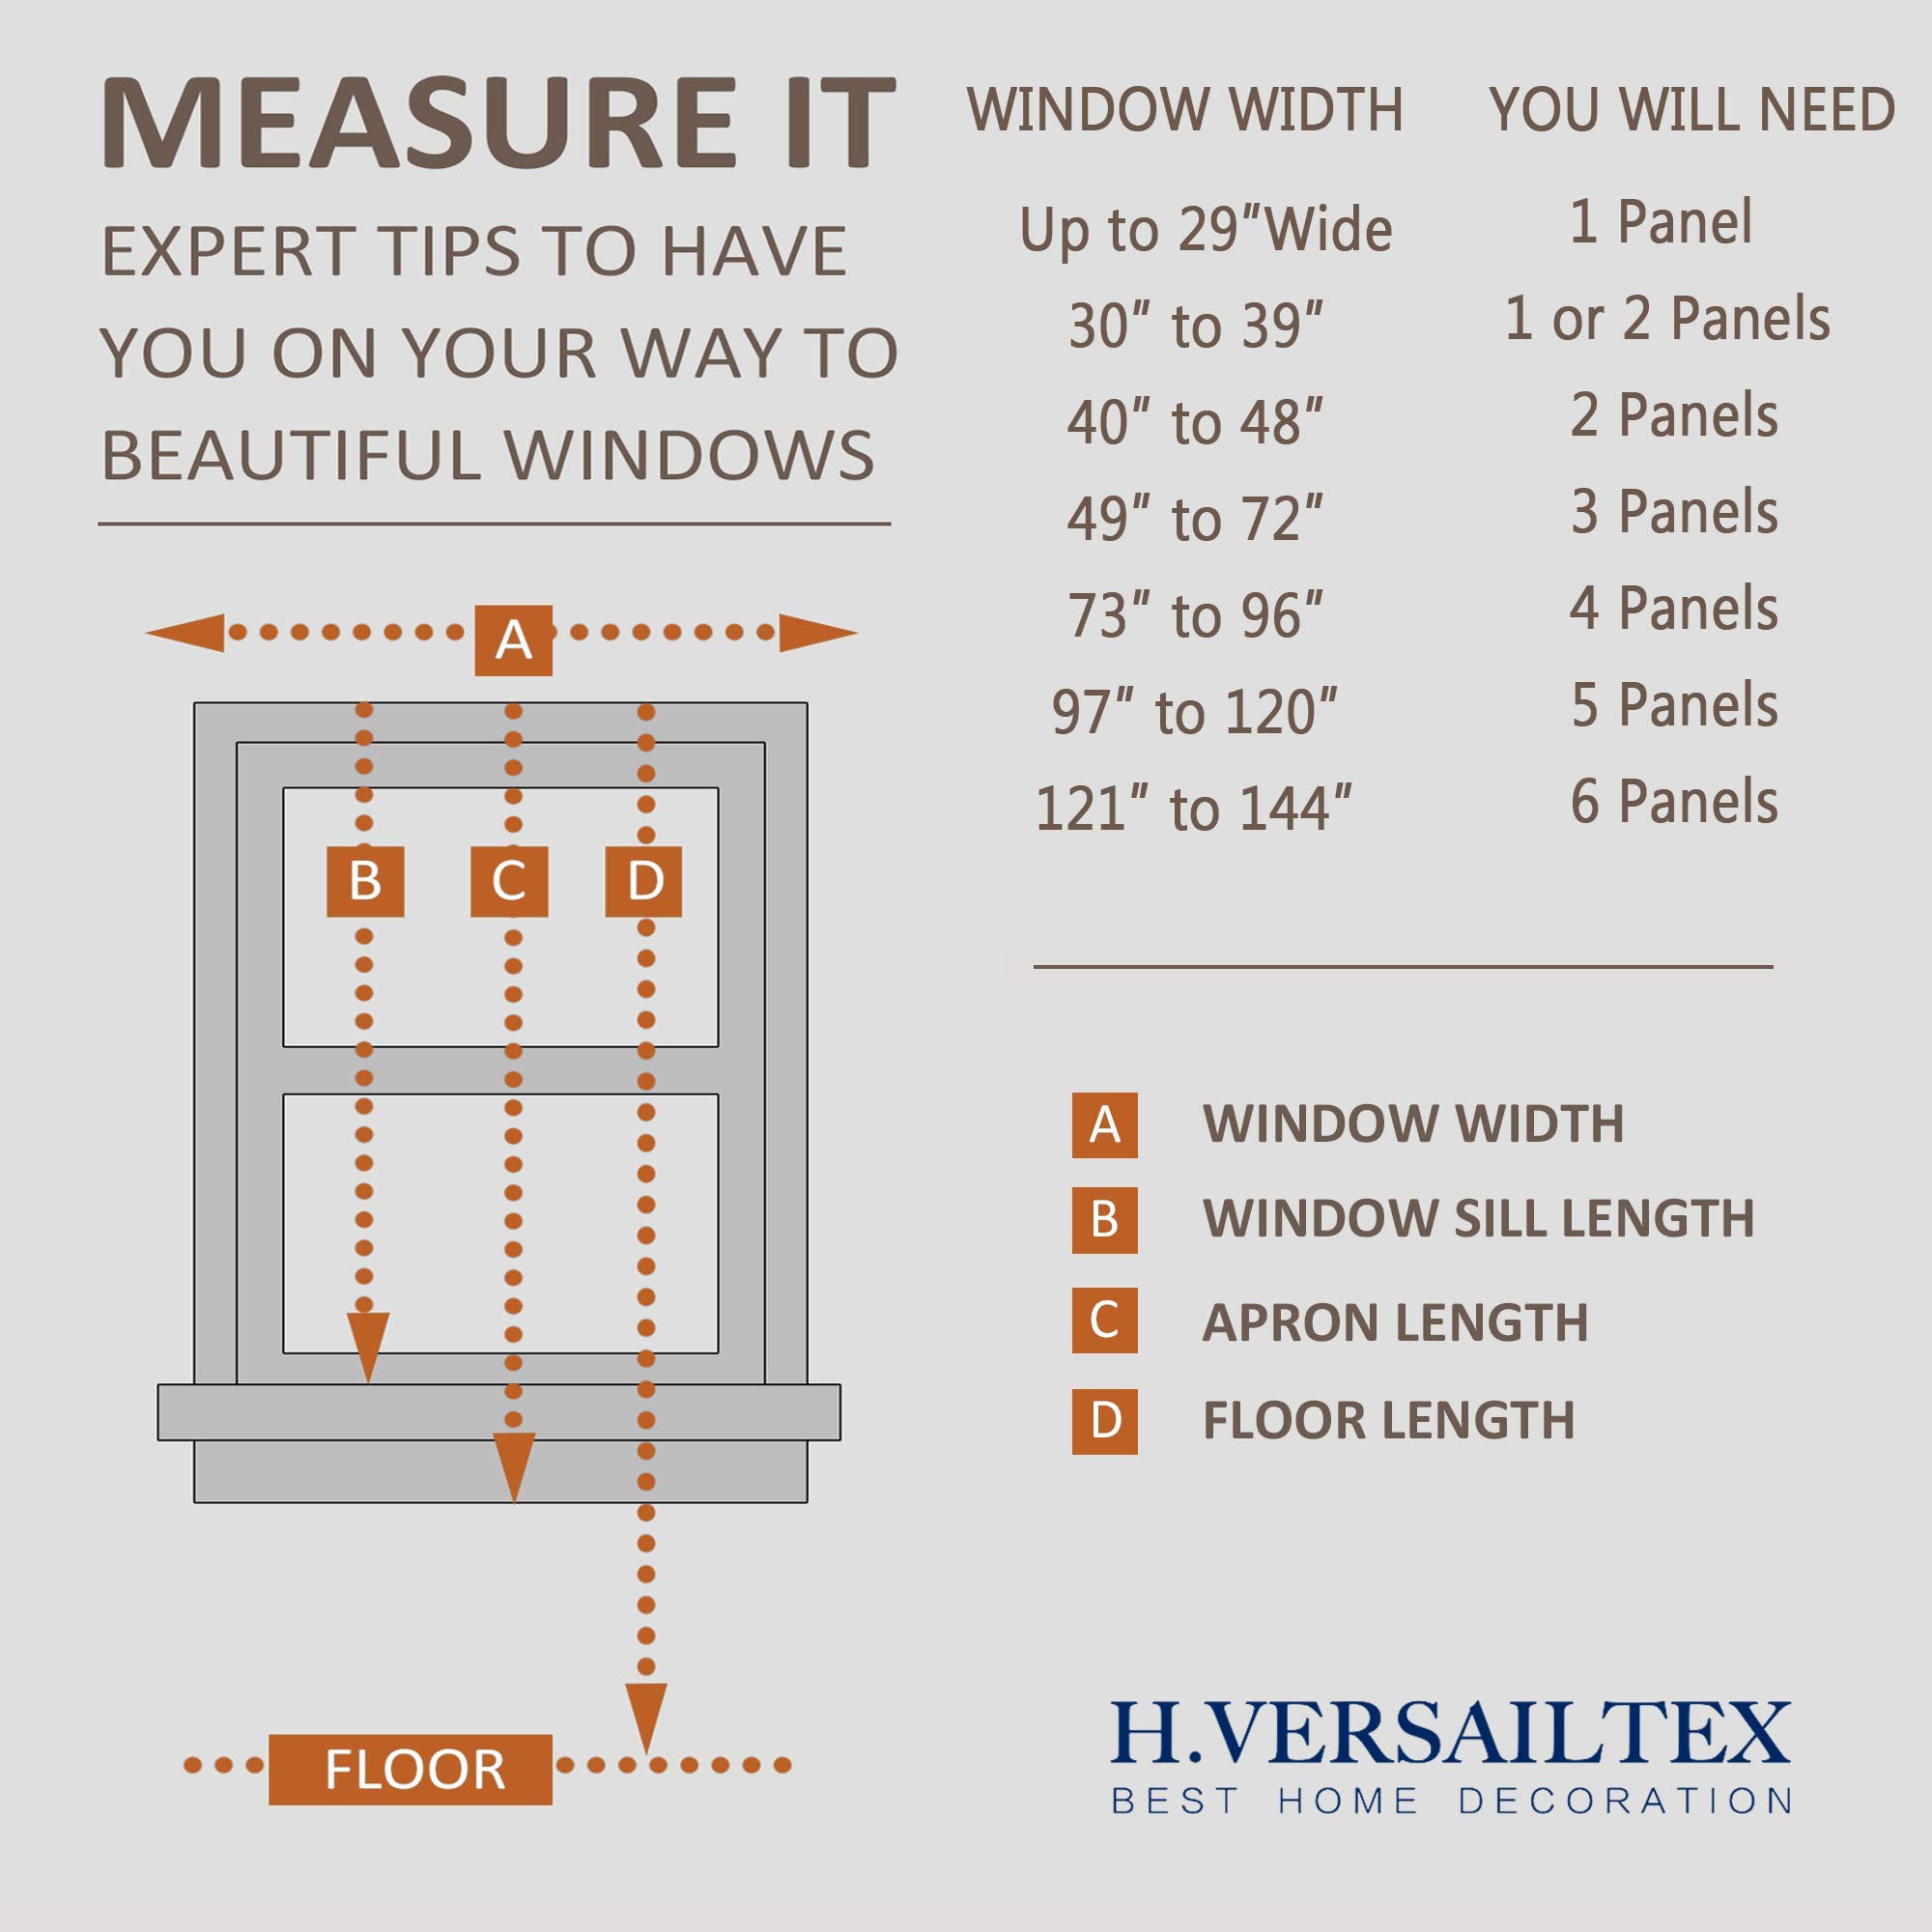 MEASURE IT
EXPERT TIPS TO HAVE
YOU ON YOUR WAY TO
BEAUTIFUL WINDOWS
A
B C D
FLOOR
WINDOW WIDTH YOU WILL NEED
Up to 29"Wide 1 Panel
30" to 39" 1 or 2 Panels
40" to 48" 2 Panels
49" to 72" 3 Panels
73" to 96" 4 Panels
97" to 120" 5 Panels
121" to 144" 6 Panels
A WINDOW WIDTH
B WINDOW SILL LENGTH
C APRON LENGTH
D FLOOR LENGTH
H.VERSAILTEX
BEST HOME DECORATION